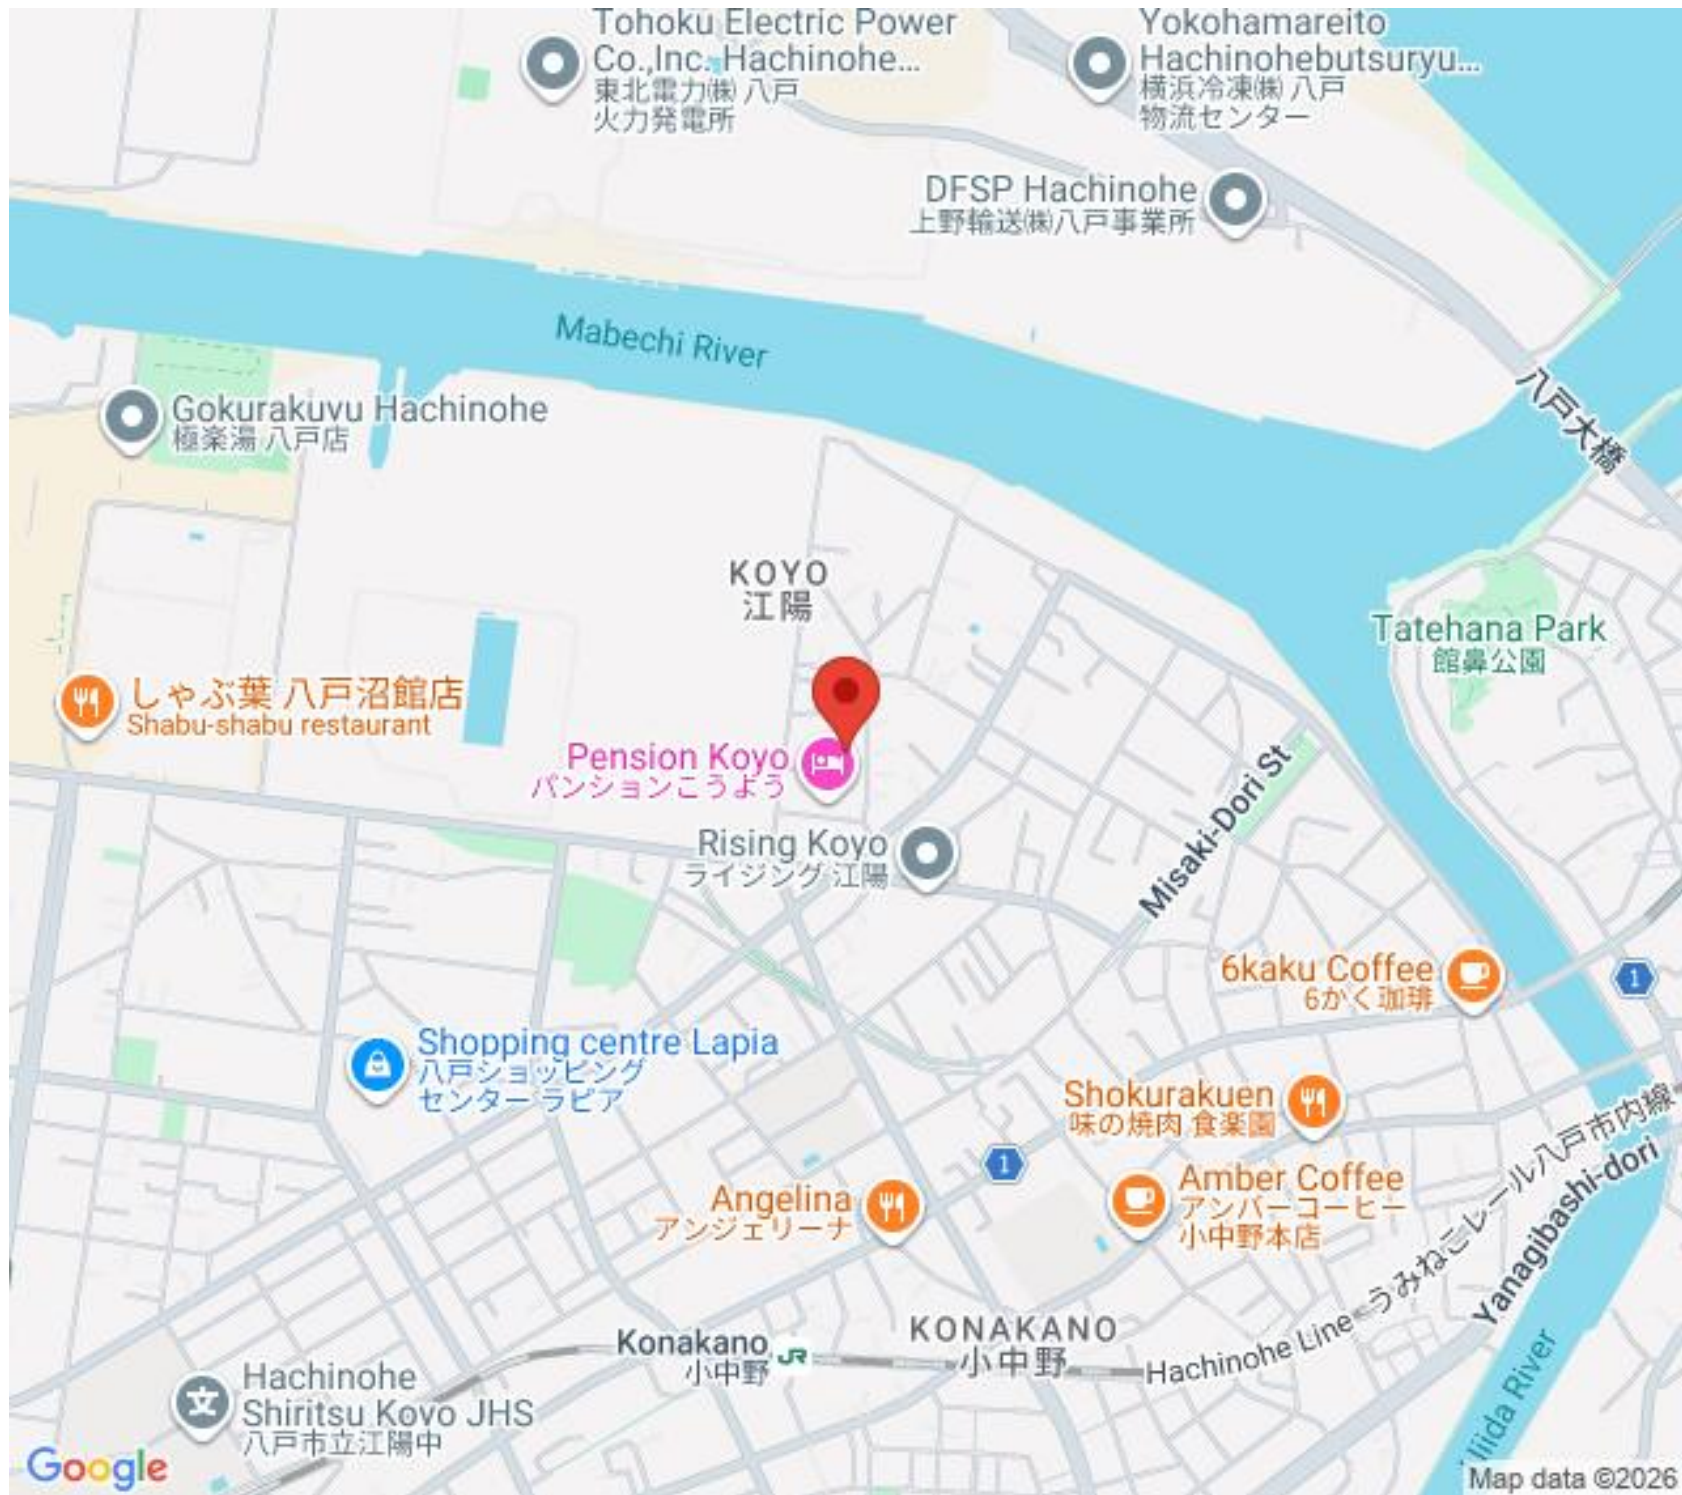 Tohoku Electric Power
Co.,Inc. Hachinohe...
東北電力㈱ 八戸
火力発電所
Yokohamareito
Hachinohebutsuryu...
横浜冷凍㈱ 八戸
物流センター
DFSP Hachinohe
上野輸送㈱八戸事業所
Mabechi River
八戸大橋
Gokurakuyu Hachinohe
極楽湯 八戸店
KOYO
江陽
Tatehana Park
館鼻公園
しゃぶ葉 八戸沼館店
Shabu-shabu restaurant
Pension Koyo
パンションこうよう
Misaki-Dori St
Rising Koyo
ライジング 江陽
6kaku Coffee
6かく珈琲
1
Shopping centre Lapia
八戸ショッピング
センター ラピア
Shokurakuen
味の焼肉 食楽園
1
Amber Coffee
アンバーコーヒー
小中野本店
Angelina
アンジェリーナ
Hachinohe Line<うみねこレール八戸市内線>
Yanagibashi-dori
Konakano
小中野
JR
KONAKANO
小中野
Hachinohe
Shiritsu Koyo JHS
八戸市立江陽中
文
Niida River
Google
Map data ©2026